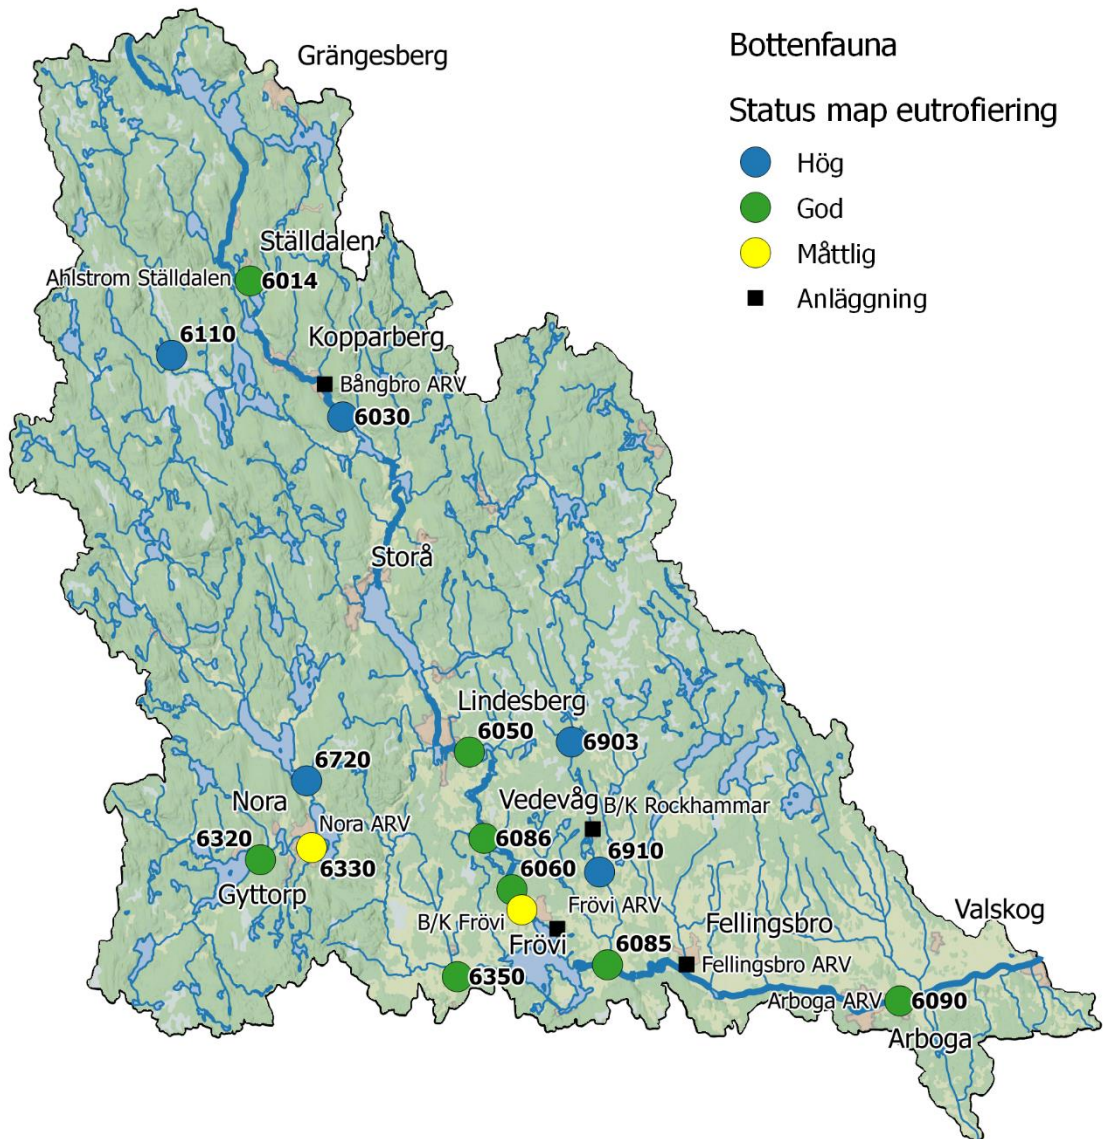 Bottenfauna
Status map eutrofiering
Hög
God
Måttlig
Anläggning
Grängesberg
Ställdalen
Ahlstrom Ställdalen
6014
6110
Kopparberg
Bångbro ARV
6030
Storå
Lindesberg
6050
6903
6720
Nora
Vedevåg
B/K Rockhammar
Nora ARV
6320
6330
6086
6910
6060
Gyttorp
Frövi ARV
B/K Frövi
Frövi
Fellingsbro
Valskog
6085
Fellingsbro ARV
6350
Arboga ARV
6090
Arboga